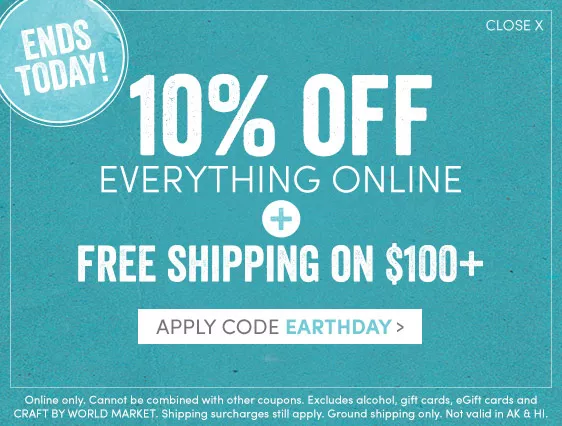 ENDS
TODAY!
CLOSE X
10% OFF
EVERYTHING ONLINE
+
FREE SHIPPING ON $100+
APPLY CODE EARTHDAY >
Online only. Cannot be combined with other coupons. Excludes alcohol, gift cards, eGift cards and
CRAFT BY WORLD MARKET. Shipping surcharges still apply. Ground shipping only. Not valid in AK & HI.